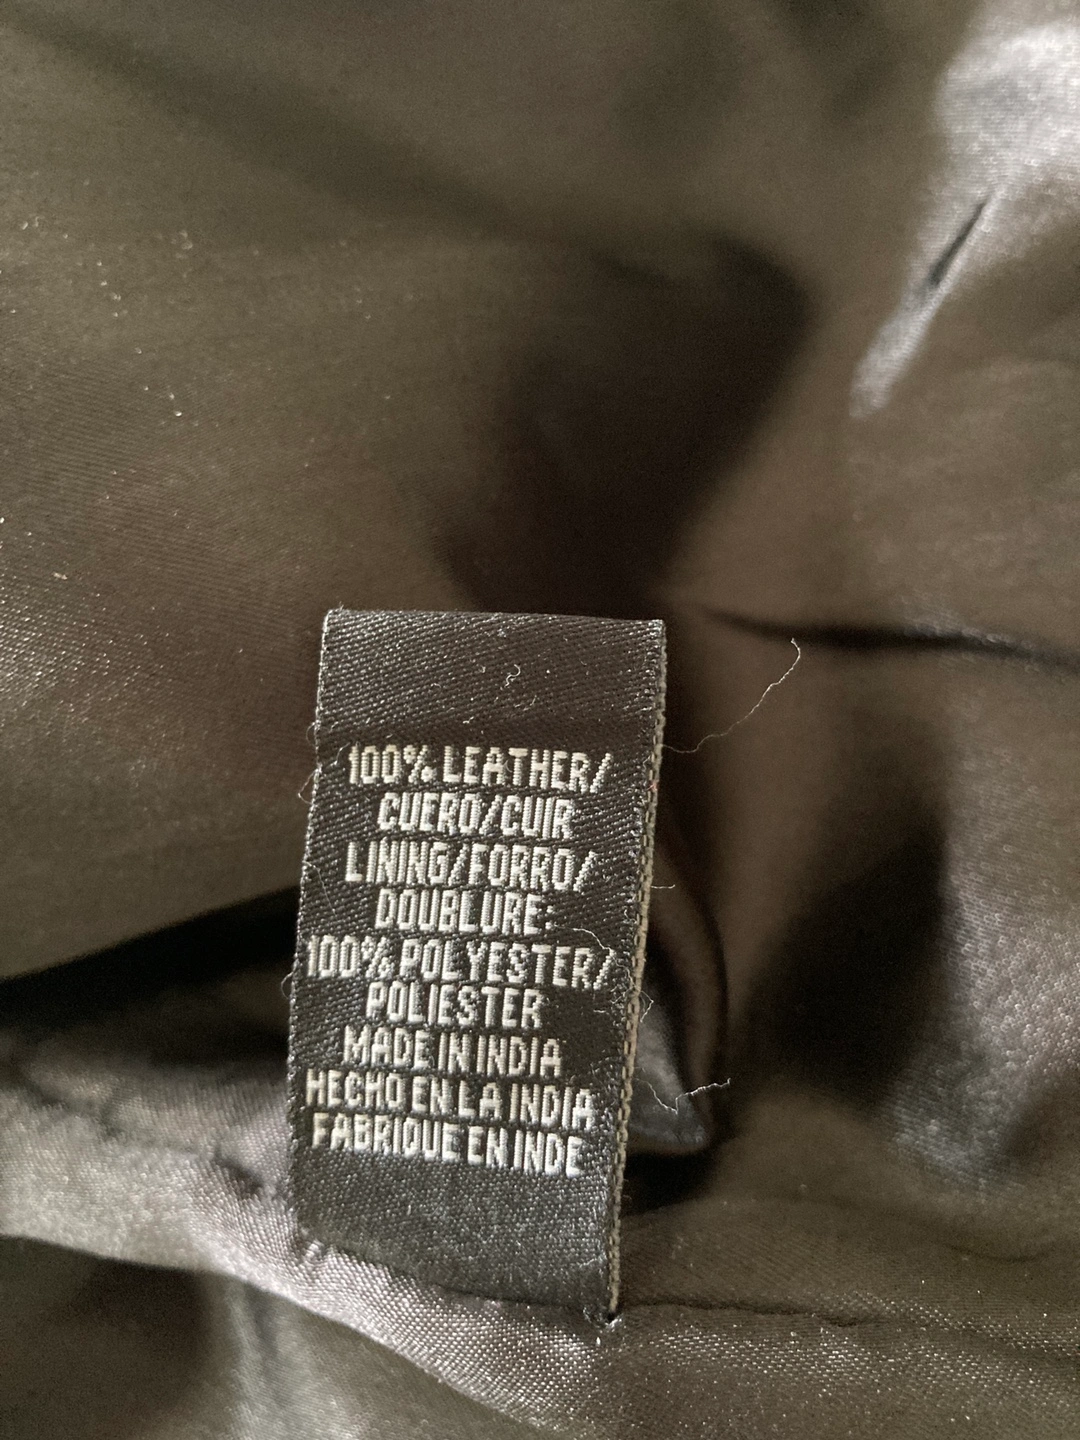 100% LEATHER/
CUERO/CUIR
LINING/FORRO/
DOUBLURE:
100% POLYESTER/
POLIESTER
MADE IN INDIA
HECHO EN LA INDIA
FABRIQUE EN INDE